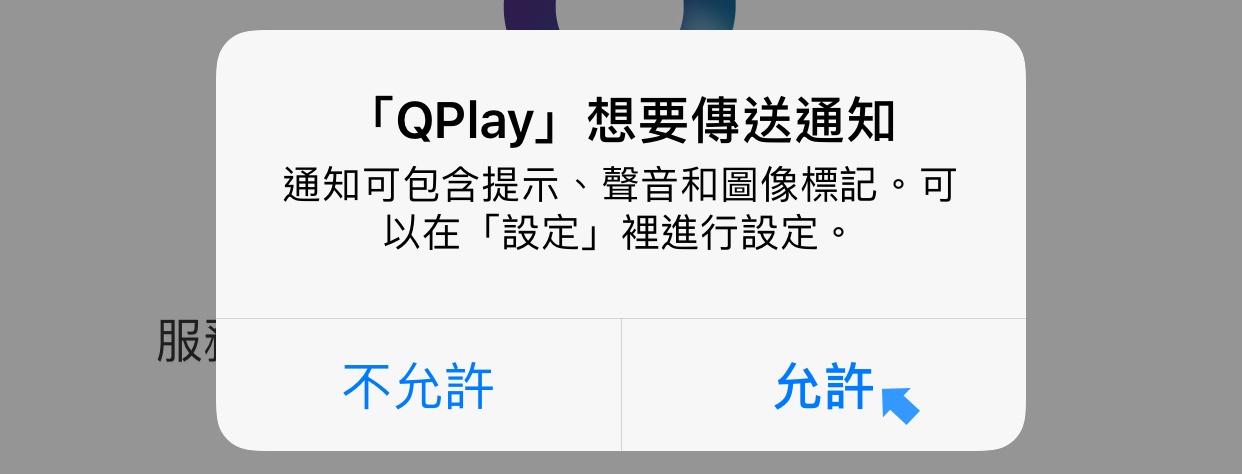 「QPlay」想要傳送通知
通知可包含提示、聲音和圖像標記。可
以在「設定」裡進行設定。
服
不允許
允許